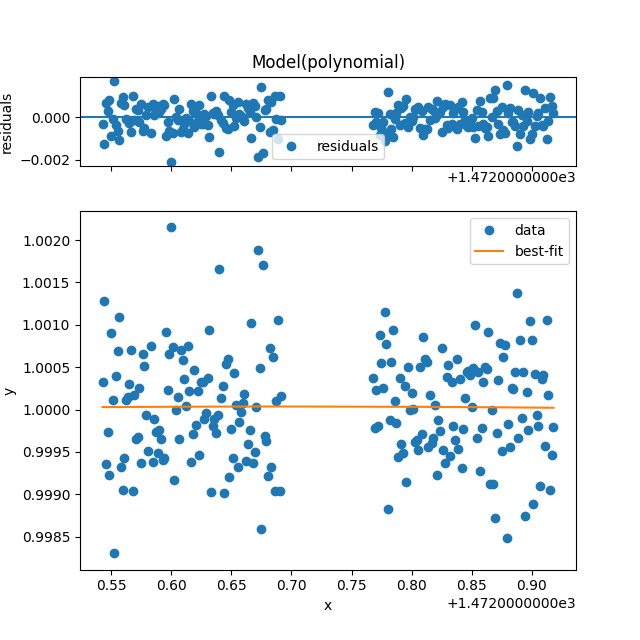 Model(polynomial)
residuals
0.000
−0.002
residuals
+1.4720000000e3
y
1.0020
1.0015
1.0010
1.0005
1.0000
0.9995
0.9990
0.9985
data
best-fit
0.55 0.60 0.65 0.70 0.75 0.80 0.85 0.90
x
+1.4720000000e3